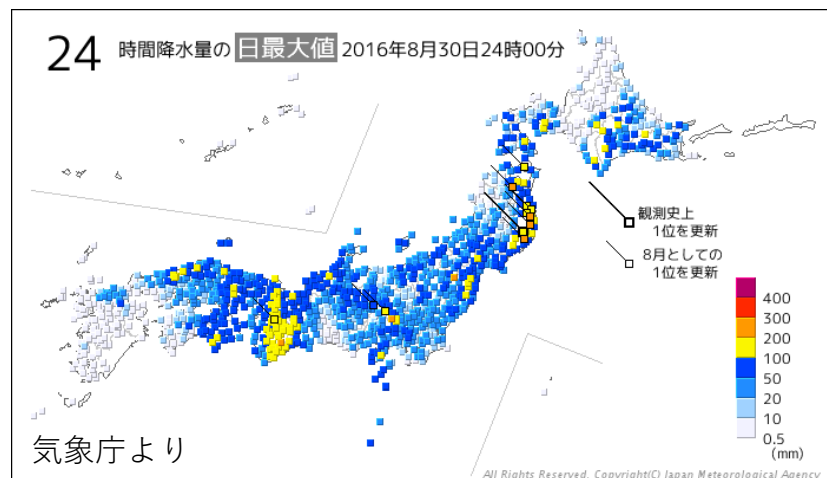 24 時間降水量の 日最大値 2016年8月30日24時00分
観測史上
1位を更新
8月としての
1位を更新
400
300
200
100
50
20
10
0.5
(mm)
気象庁より
All Rights Reserved. Copyright(C) Japan Meteorological Agency